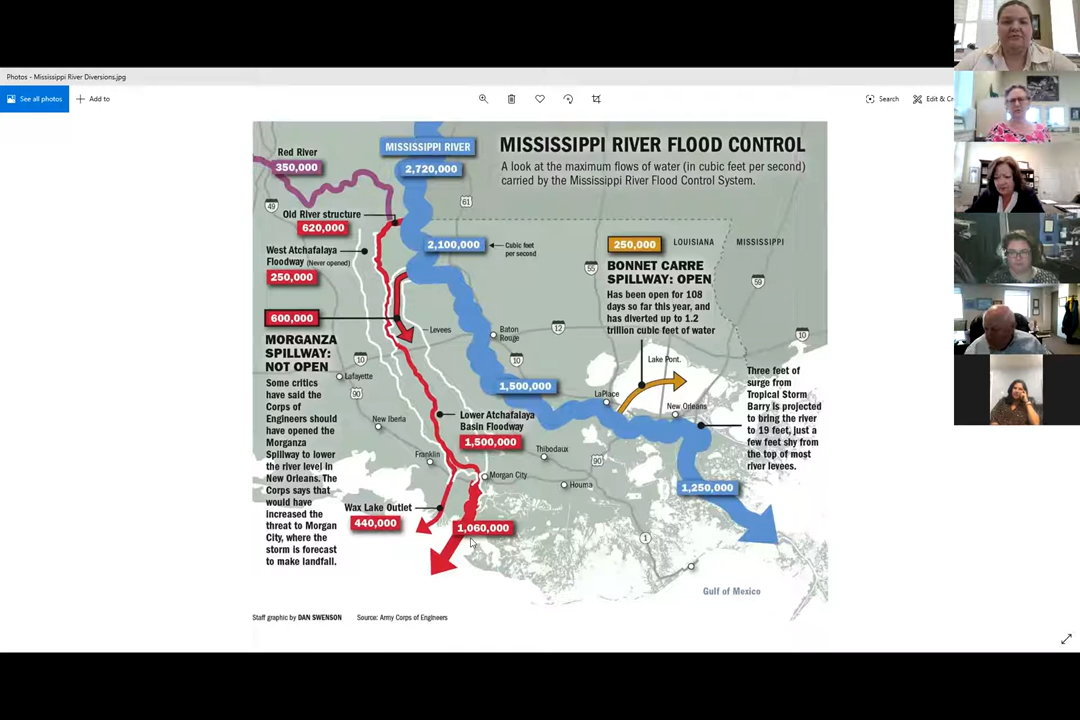 Photos - Mississippi River Diversions.jpg
See all photos
Add to
Search
Edit & Cr
MISSISSIPPI RIVER FLOOD CONTROL
A look at the maximum flows of water (in cubic feet per second)
carried by the Mississippi River Flood Control System.
MISSISSIPPI RIVER
2,720,000
Red River
350,000
49
61
Old River structure
620,000
West Atchafalaya
Floodway (Never opened)
250,000
2,100,000
Cubic feet
per second
250,000
LOUISIANA
MISSISSIPPI
BONNET CARRE
SPILLWAY: OPEN
Has been open for 108
days so far this year, and
has diverted up to 1.2
trillion cubic feet of water
55
59
600,000
MORGANZA
SPILLWAY:
NOT OPEN
Some critics
have said the
Corps of
Engineers should
have opened the
Morganza
Spillway to lower
the river level in
New Orleans. The
Corps says that
would have
increased the
threat to Morgan
City, where the
storm is forecast
to make landfall.
Levees
Baton
Rouge
12
10
10
10
Lafayette
90
Lake Pont.
1,500,000
LaPlace
New Orleans
Three feet of
surge from
Tropical Storm
Barry is projected
to bring the river
to 19 feet, just a
few feet shy from
the top of most
river levees.
New Iberia
Lower Atchafalaya
Basin Floodway
1,500,000
Franklin
Thibodaux
90
Morgan City
Houma
1,250,000
Wax Lake Outlet
440,000
1,060,000
1
Gulf of Mexico
Staff graphic by DAN SWENSON
Source: Army Corps of Engineers